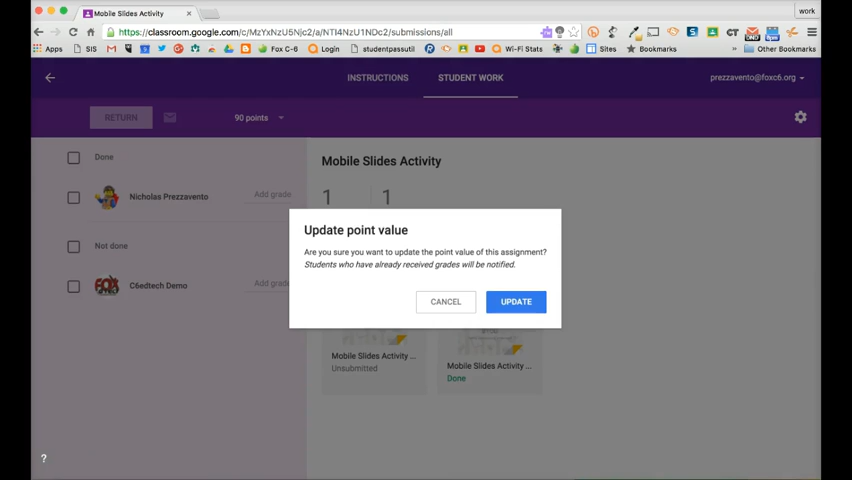 Mobile Slides Activity
work
https://classroom.google.com/c/MzYxNzU5Njc2/a/NTI4NzU1NDc2/submissions/all
Apps SIS Fox C-6 Login studentpassutil Wi-Fi Stats Sites Bookmarks Other Bookmarks
INSTRUCTIONS STUDENT WORK prezzavento@foxc6.org
RETURN 90 points
Done
Mobile Slides Activity
Nicholas Prezzavento Add grade
1 1
Update point value
Are you sure you want to update the point value of this assignment?
Students who have already received grades will be notified.
Not done
C6edtech Demo Add grade
CANCEL UPDATE
Mobile Slides Activity ...
Unsubmitted
Mobile Slides Activity ...
Done
?